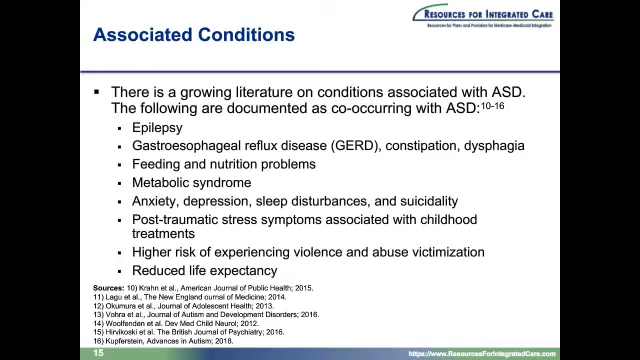 RESOURCES FOR INTEGRATED CARE
Resources for Plans and Providers for Medicare-Medicaid Integration
Associated Conditions
▪ There is a growing literature on conditions associated with ASD.
The following are documented as co-occurring with ASD:10-16
▪ Epilepsy
▪ Gastroesophageal reflux disease (GERD), constipation, dysphagia
▪ Feeding and nutrition problems
▪ Metabolic syndrome
▪ Anxiety, depression, sleep disturbances, and suicidality
▪ Post-traumatic stress symptoms associated with childhood
treatments
▪ Higher risk of experiencing violence and abuse victimization
▪ Reduced life expectancy
Sources: 10) Krahn et al., American Journal of Public Health; 2015.
11) Lagu et al., The New England ournal of Medicine; 2014.
12) Okumura et al., Journal of Adolescent Health; 2013.
13) Vohra et al., Journal of Autism and Development Disorders; 2016.
14) Woolfenden et al. Dev Med Child Neurol; 2012.
15) Hirvikoski et al. The British Journal of Psychiatry; 2016.
16) Kupferstein, Advances in Autism; 2018.
15
https://www.ResourcesForIntegratedCare.com